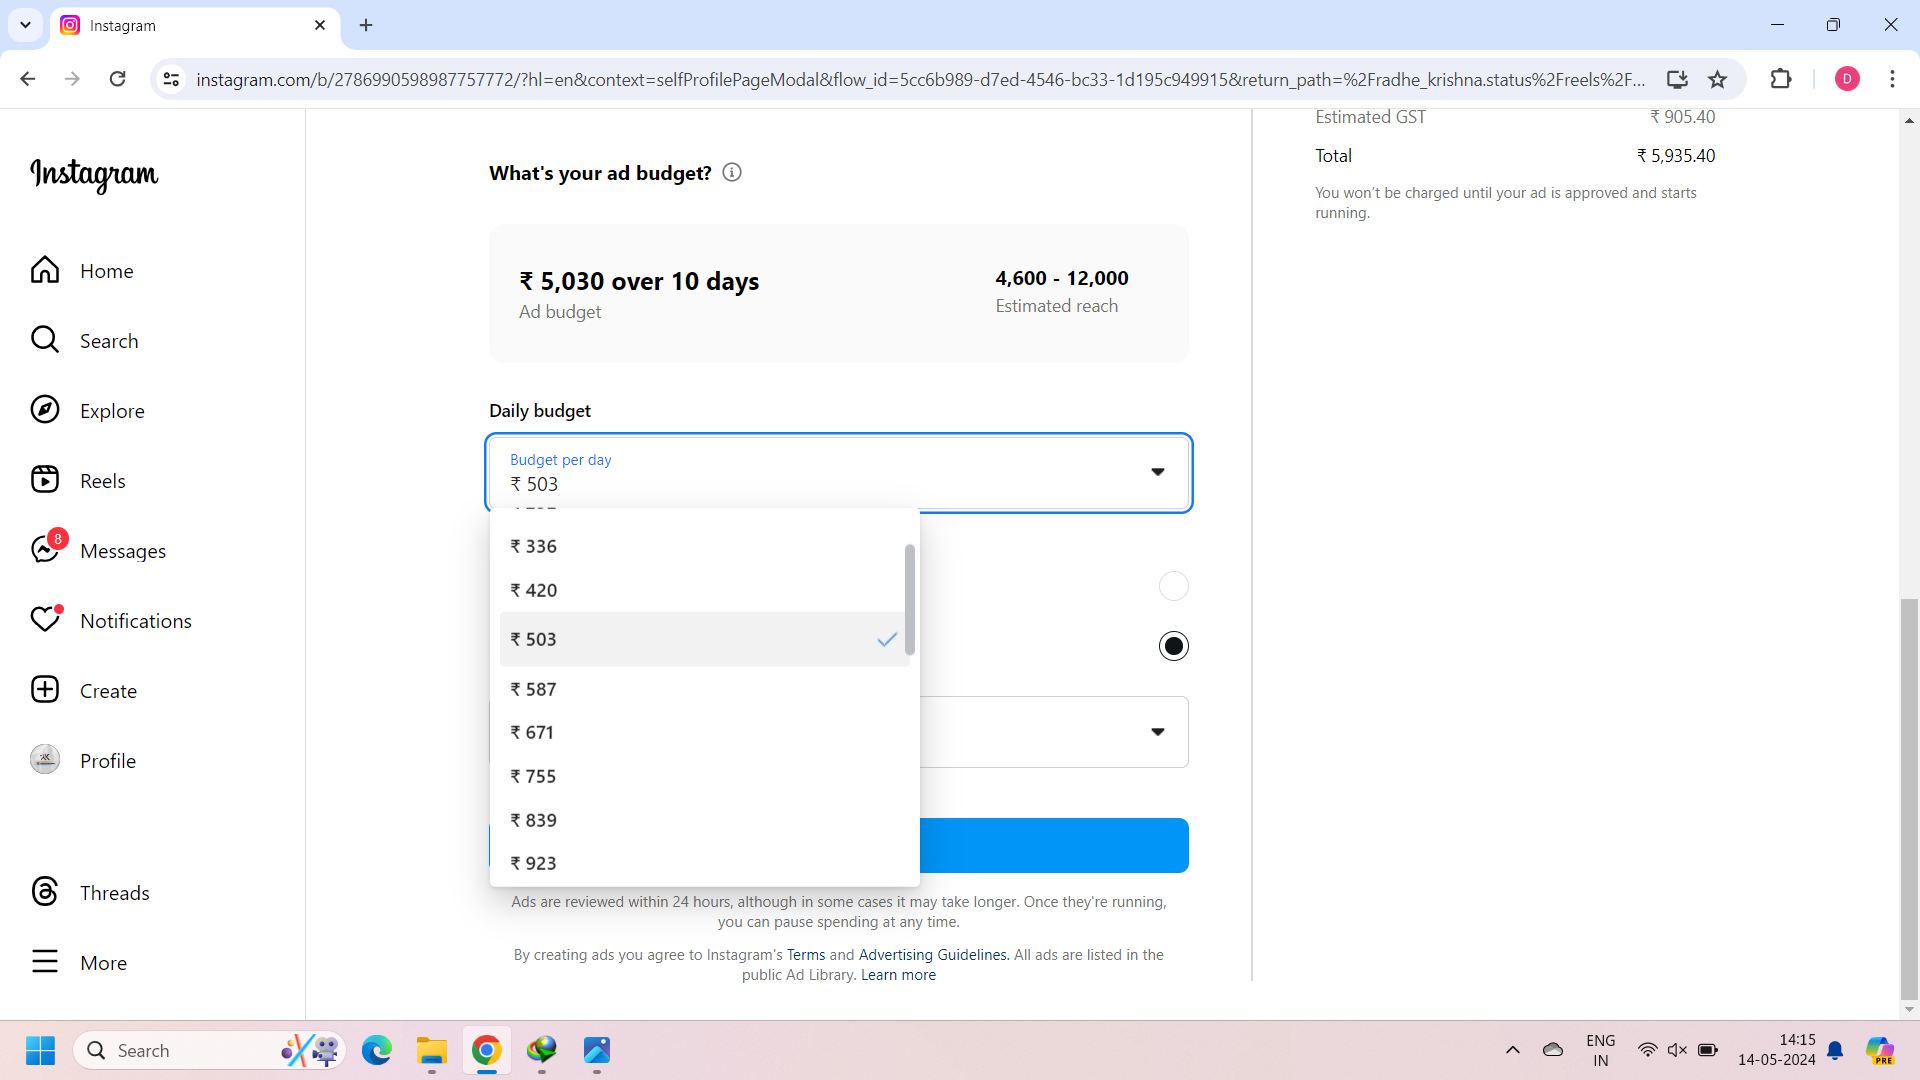 Instagram
instagram.com/b/2786990598987757772/?hl=en&context=selfProfilePageModal&flow_id=5cc6b989-d7ed-4546-bc33-1d195c949915&return_path=%2Fradhe_krishna.status%2Freels%2F...
D
Instagram
Home
Search
Explore
Reels
8
Messages
Notifications
Create
Profile
Threads
More
What's your ad budget?
₹ 5,030 over 10 days
Ad budget
4,600 - 12,000
Estimated reach
Daily budget
Budget per day
₹ 503
₹ 336
₹ 420
₹ 503
₹ 587
₹ 671
₹ 755
₹ 839
₹ 923
Ads are reviewed within 24 hours, although in some cases it may take longer. Once they're running,
you can pause spending at any time.
By creating ads you agree to Instagram's Terms and Advertising Guidelines. All ads are listed in the
public Ad Library. Learn more
Estimated GST ₹ 905.40
Total ₹ 5,935.40
You won't be charged until your ad is approved and starts
running.
Search
ENG
IN
14:15
14-05-2024
PRE